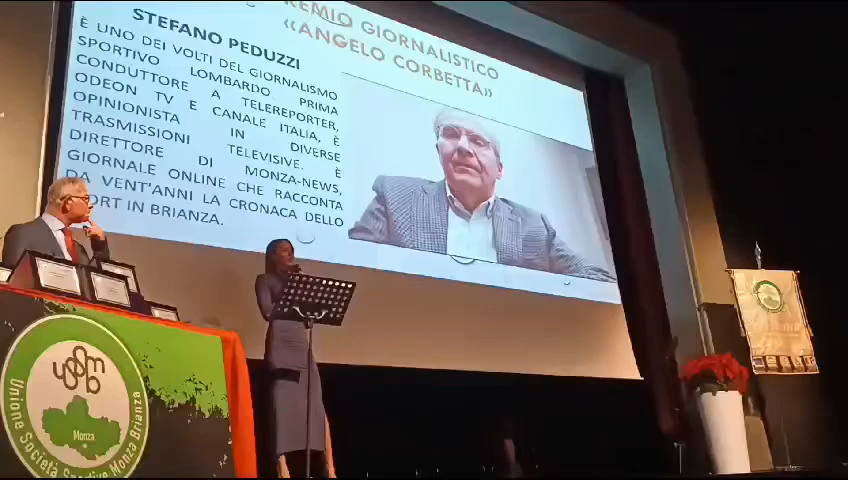 PREMIO GIORNALISTICO
«ANGELO CORBETTA»
STEFANO PEDUZZI
È UNO DEI VOLTI DEL GIORNALISMO
SPORTIVO LOMBARDO. PRIMA
CONDUTTORE A TELEREPORTER,
ODEON TV E CANALE ITALIA, È
OPINIONISTA IN DIVERSE
TRASMISSIONI TELEVISIVE. È
DIRETTORE DI MONZA-NEWS,
GIORNALE ONLINE CHE RACCONTA
DA VENT'ANNI LA CRONACA DELLO
SPORT IN BRIANZA.
usmb
Monza
Unione Società Sportive Monza Brianza